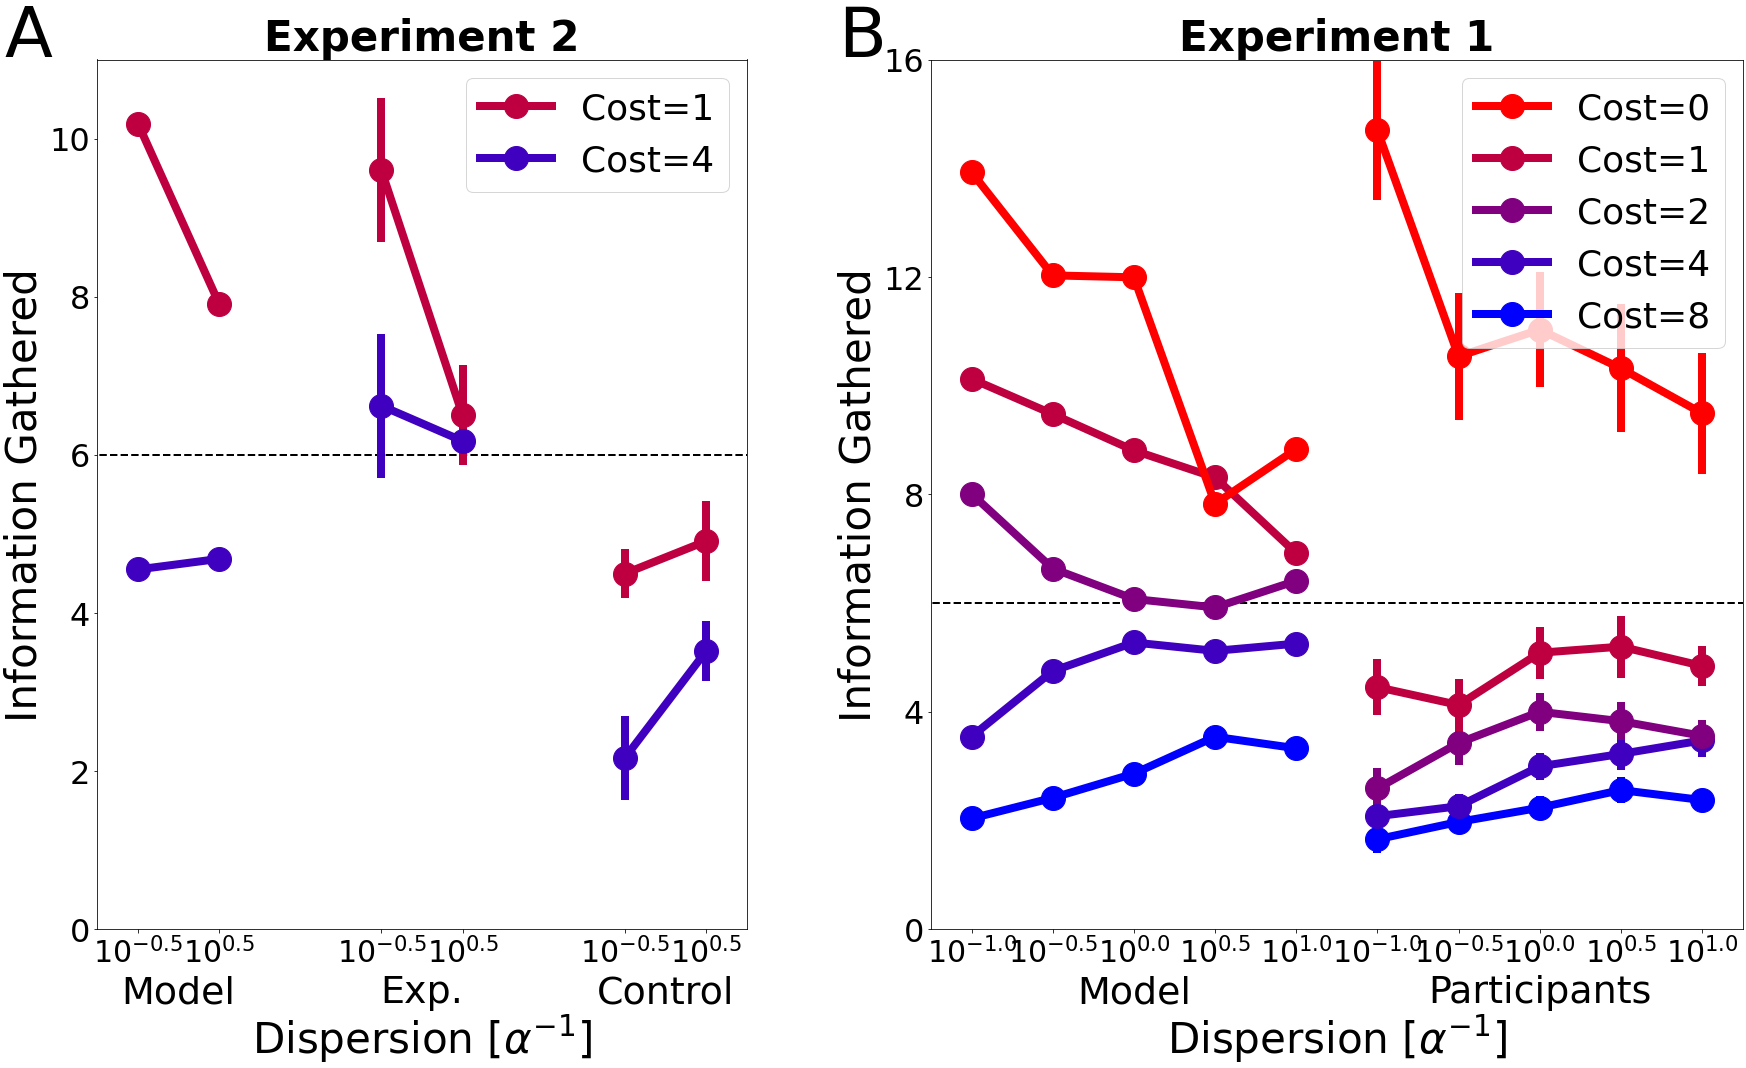 A
Experiment 2
Cost=1
Cost=4
10
8
6
4
2
0
Information Gathered
10^{-0.5} 10^{0.5} 10^{-0.5} 10^{0.5} 10^{-0.5} 10^{0.5}
Model Exp. Control
Dispersion [α^{-1}]
B
Experiment 1
Cost=0
Cost=1
Cost=2
Cost=4
Cost=8
16
12
8
4
0
Information Gathered
10^{-1.0} 10^{-0.5} 10^{0.0} 10^{0.5} 10^{1.0} 10^{-1.0} 10^{-0.5} 10^{0.0} 10^{0.5} 10^{1.0}
Model Participants
Dispersion [α^{-1}]